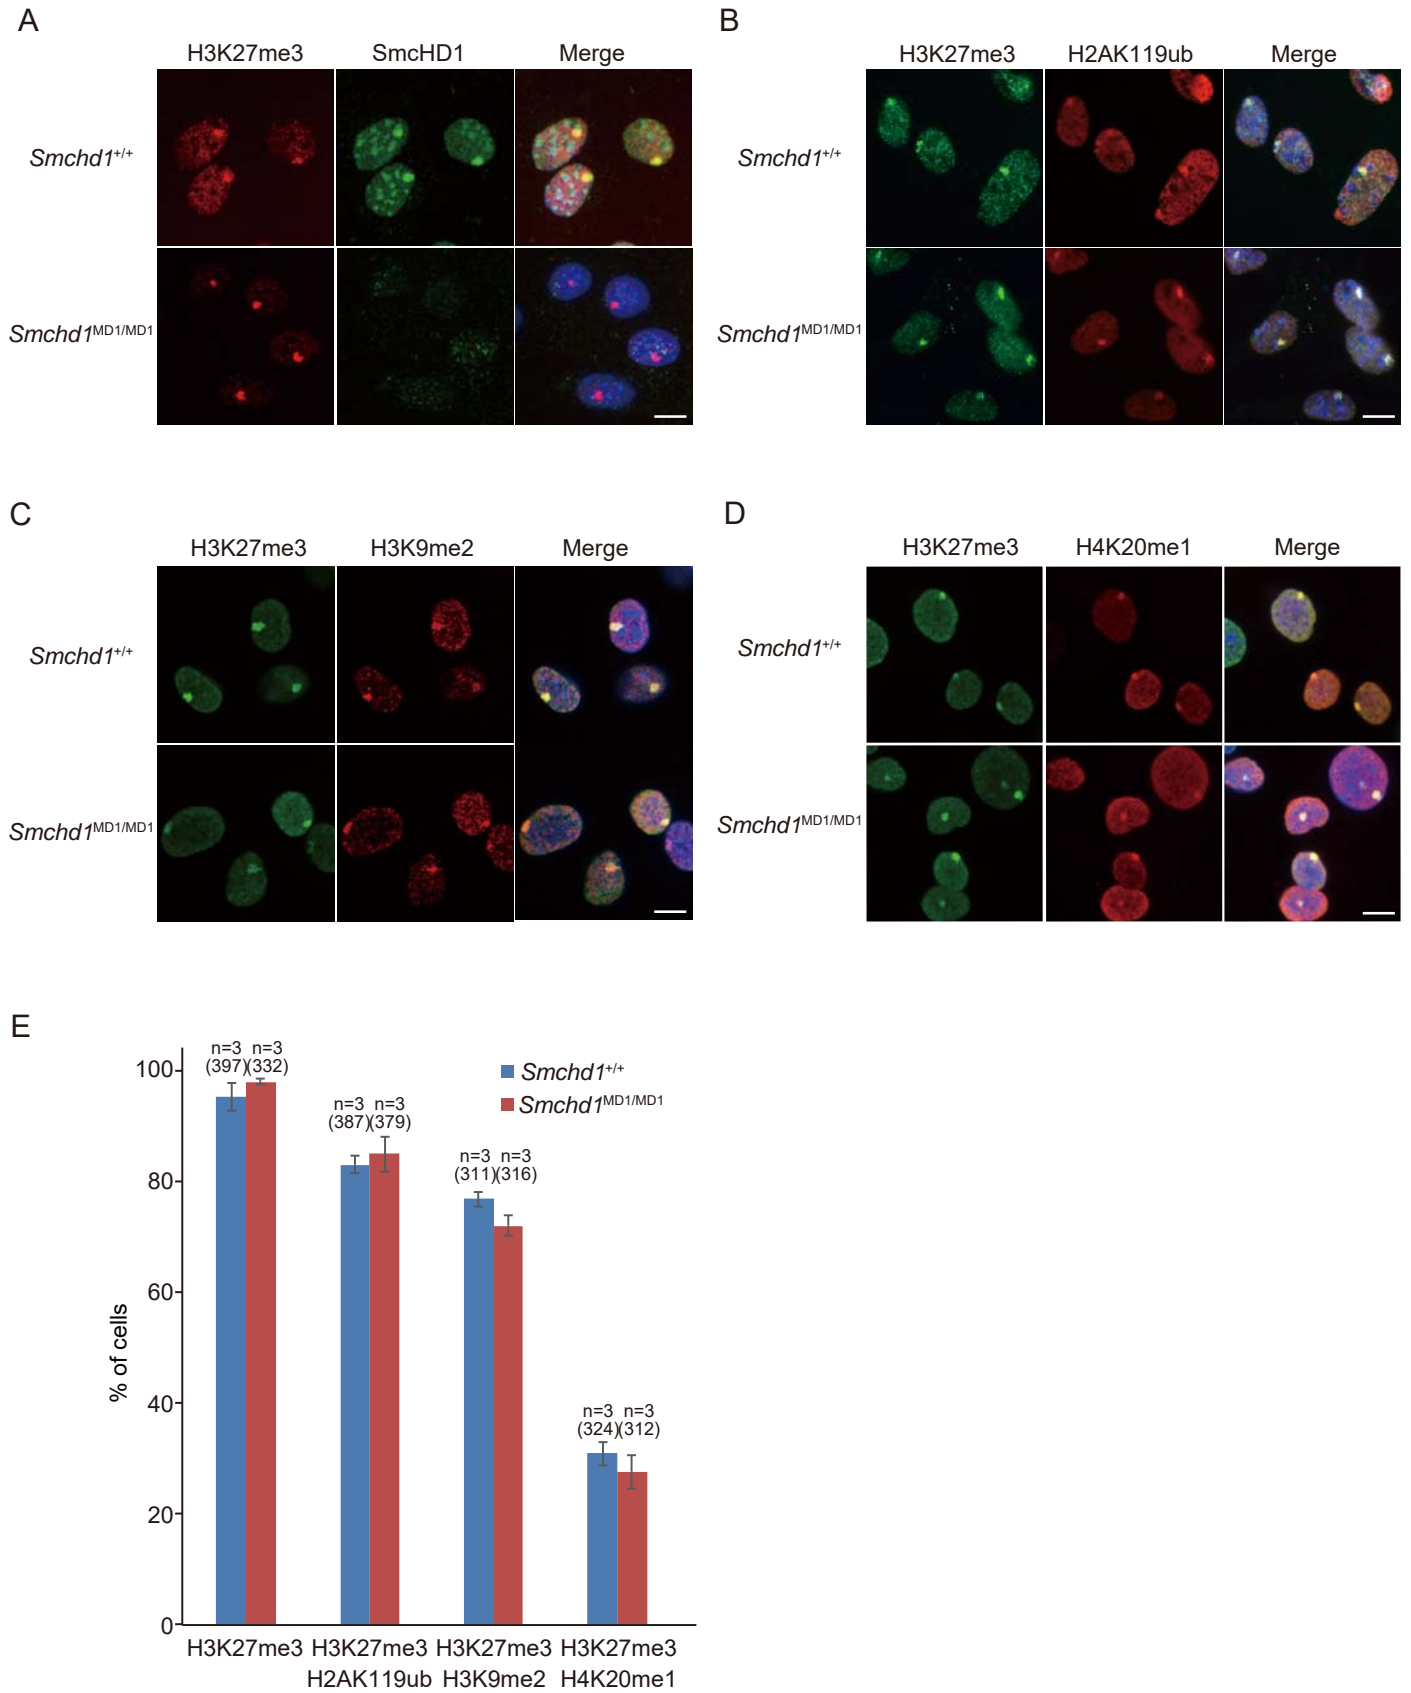 A
H3K27me3 SmcHD1 Merge
Smchd1+/+
Smchd1MD1/MD1
B
H3K27me3 H2AK119ub Merge
Smchd1+/+
Smchd1MD1/MD1
C
H3K27me3 H3K9me2 Merge
Smchd1+/+
Smchd1MD1/MD1
D
H3K27me3 H4K20me1 Merge
Smchd1+/+
Smchd1MD1/MD1
E
% of cells
100
80
60
40
20
0
n=3 n=3
(397)(332)
n=3 n=3
(387)(379)
n=3 n=3
(311)(316)
n=3 n=3
(324)(312)
Smchd1+/+
Smchd1MD1/MD1
H3K27me3 H3K27me3 H3K27me3 H3K27me3
H2AK119ub H3K9me2 H4K20me1